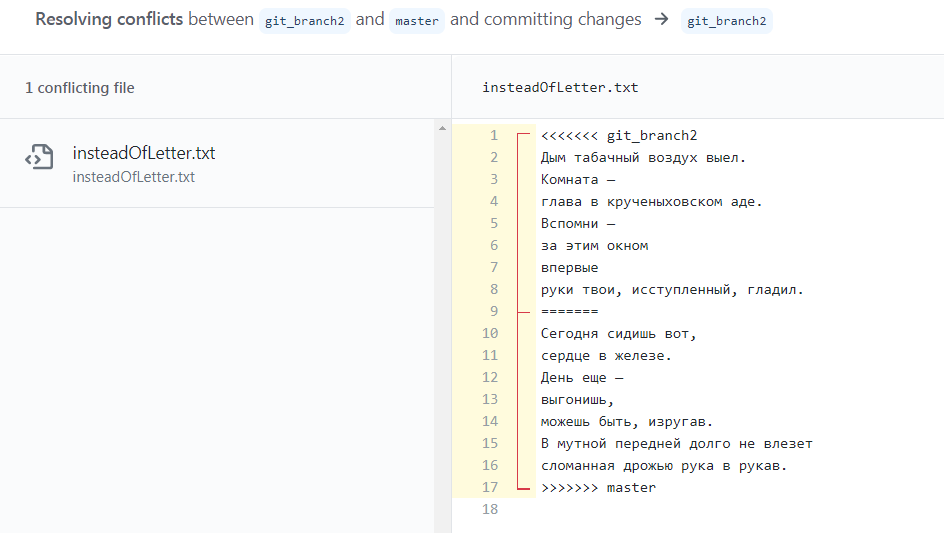 Resolving conflicts between git_branch2 and master and committing changes → git_branch2
1 conflicting file
insteadOfLetter.txt
insteadOfLetter.txt
insteadOfLetter.txt
1 <<<<<<< git_branch2
2 Дым табачный воздух выел.
3 Комната —
4 глава в крученыховском аде.
5 Вспомни —
6 за этим окном
7 впервые
8 руки твои, исступленный, гладил.
9 =======
10 Сегодня сидишь вот,
11 сердце в железе.
12 День еще —
13 выгонишь,
14 можешь быть, изругав.
15 В мутной передней долго не влезет
16 сломанная дрожью рука в рукав.
17 >>>>>>> master
18